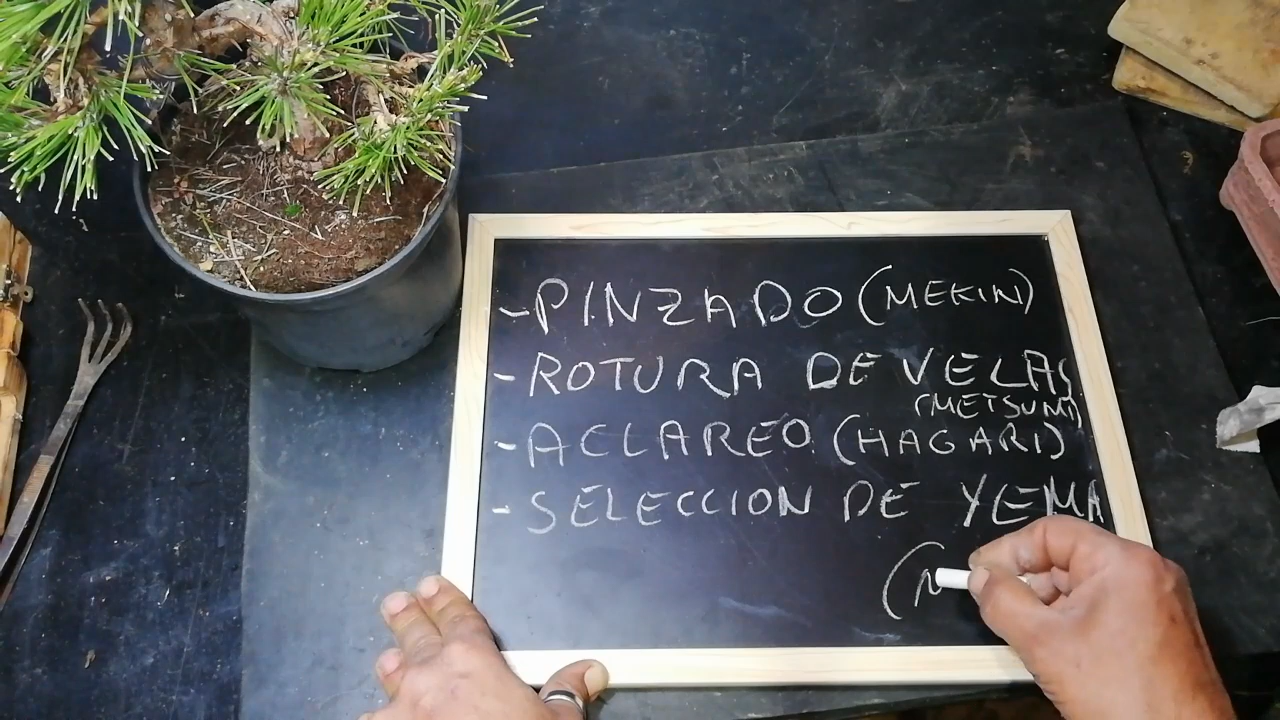 - PINZADO (MEKIN)
- ROTURA DE VELAS
(METSUMI)
- ACLAREO (HAGARI)
- SELECCION DE YEMA
(M